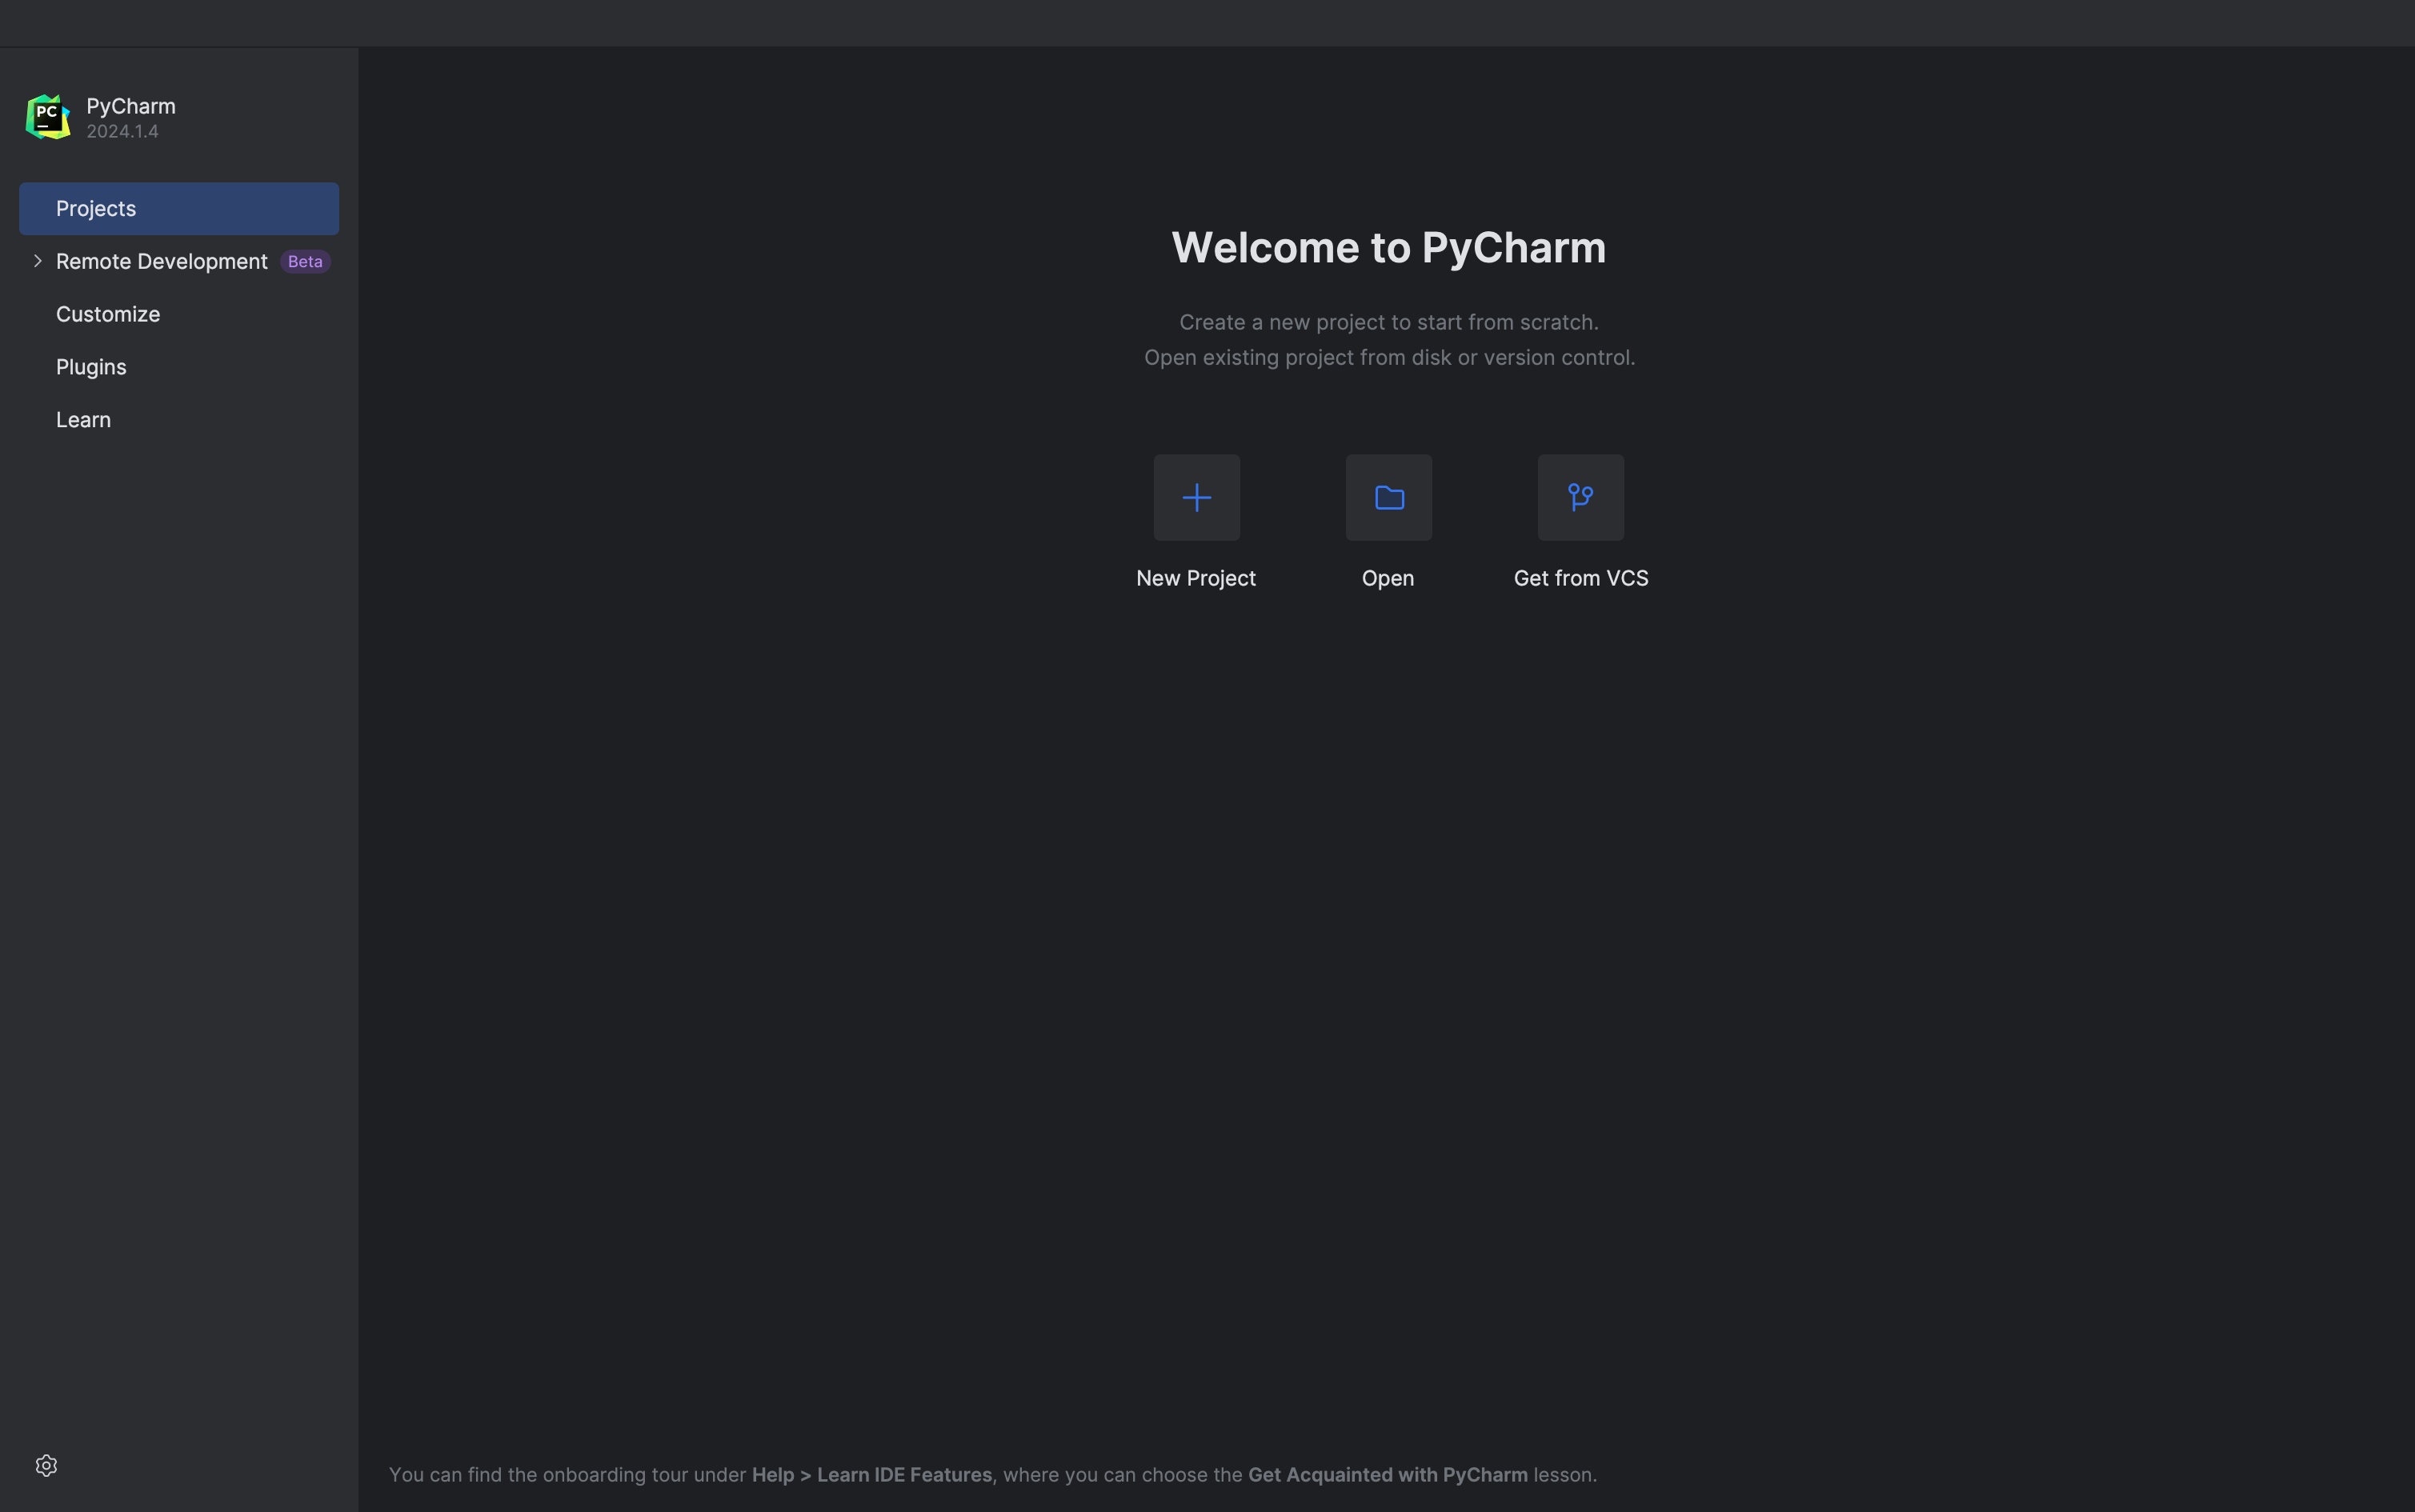 PC
PyCharm
2024.1.4
Projects
Remote Development Beta
Customize
Plugins
Learn
Welcome to PyCharm
Create a new project to start from scratch.
Open existing project from disk or version control.
New Project
Open
Get from VCS
You can find the onboarding tour under Help > Learn IDE Features, where you can choose the Get Acquainted with PyCharm lesson.